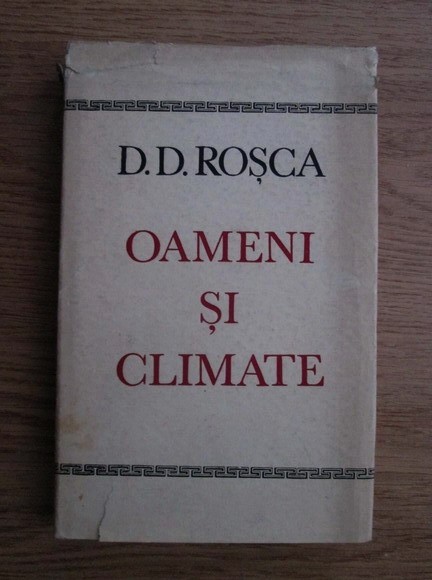 D.D. ROȘCA
OAMENI
ȘI
CLIMATE